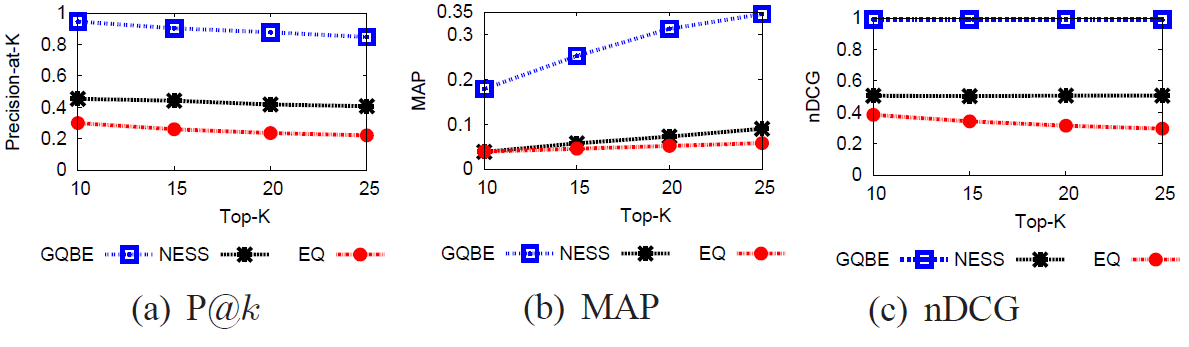 Precision-at-K
1
0.8
0.6
0.4
0.2
0
10 15 20 25
Top-K
GQBE NESS EQ
(a) P@k
MAP
0.35
0.3
0.2
0.1
0
10 15 20 25
Top-K
GQBE NESS EQ
(b) MAP
nDCG
1
0.8
0.6
0.4
0.2
0
10 15 20 25
Top-K
GQBE NESS EQ
(c) nDCG